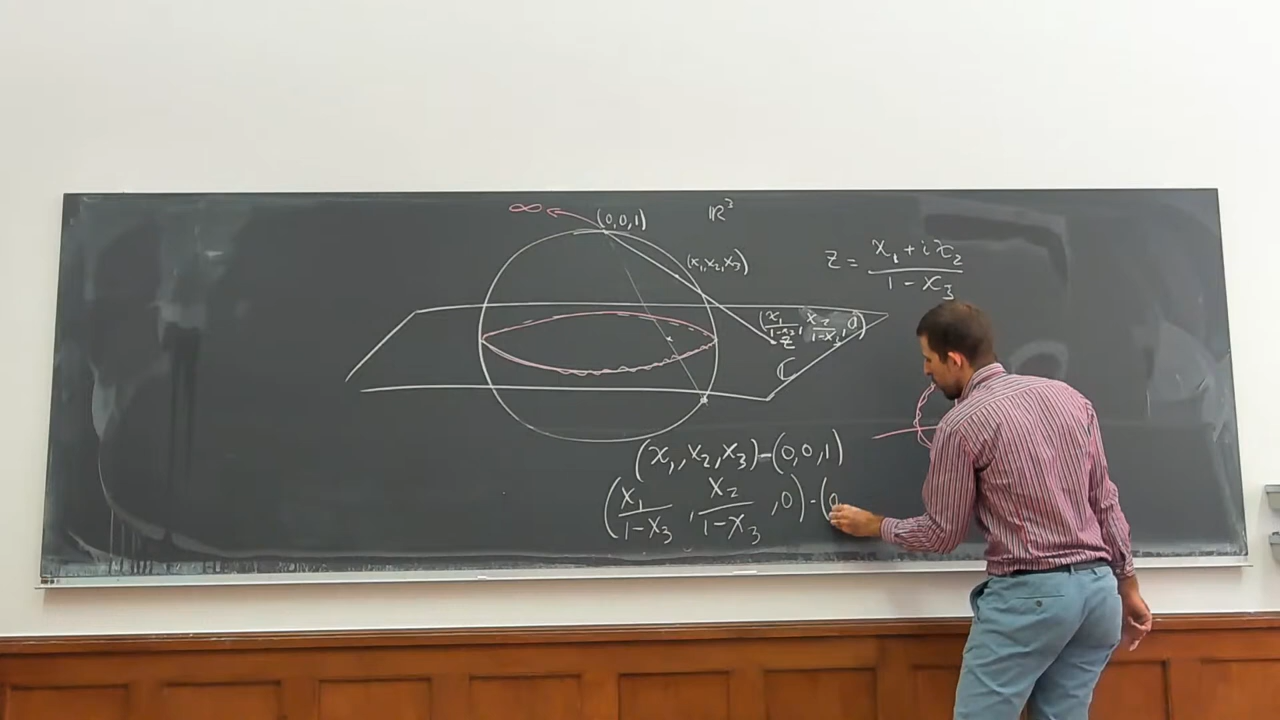 ∞
(0,0,1)
ℝ³
(x₁,x₂,x₃)
z = (x₁ + i x₂)/(1 - x₃)
(x₁/(1-x₃), x₂/(1-x₃), 0)
z
ℂ
(x₁,x₂,x₃)-(0,0,1)
(x₁/(1-x₃), x₂/(1-x₃), 0)-(0